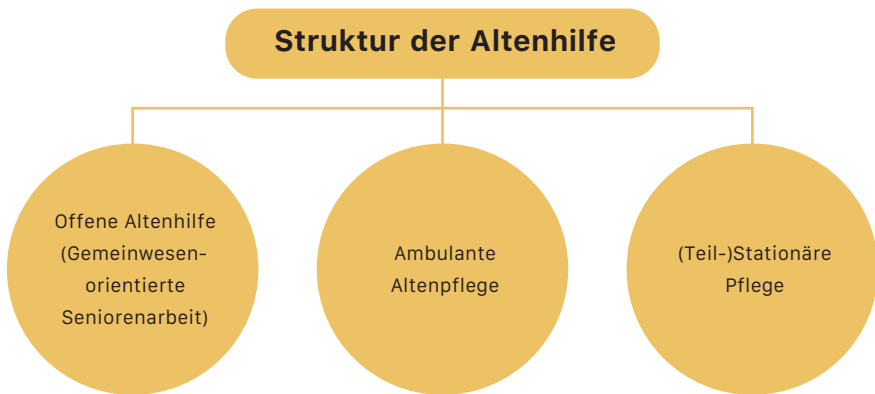 Struktur der Altenhilfe
Offene Altenhilfe
(Gemeinwesen-
orientierte
Seniorenarbeit)
Ambulante
Altenpflege
(Teil-)Stationäre
Pflege